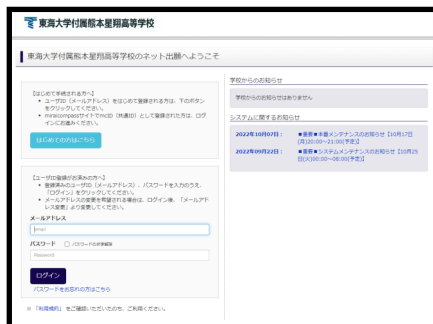 東海大学付属熊本星翔高等学校
東海大学付属熊本星翔高等学校のネット出願へようこそ
【はじめて手続きされる方へ】
• ユーザID（メールアドレス）をはじめて登録される方は、下のボタン
をクリックしてください。
• miraicompassサイトでmcID（共通ID）として登録された方は、ログ
インにお進みください。
はじめての方はこちら
【ユーザID登録がお済みの方へ】
• 登録済みのユーザID（メールアドレス）、パスワードを入力のうえ、
「ログイン」をクリックしてください。
• メールアドレスの変更を希望される場合は、ログイン後、「メールアド
レス変更」より変更してください。
メールアドレス
email
パスワード □ パスワードの伏字解除
Password
ログイン
パスワードをお忘れの方はこちら
※ 「利用規約」 をご確認いただいたのち、ご利用ください。
学校からのお知らせ
学校からのお知らせはありません
システムに関するお知らせ
2022年10月07日： ■重要■本番メンテナンスのお知らせ【10月17日
(月)20:00～21:00(予定)】
2022年09月22日： ■重要■システムメンテナンスのお知らせ【10月25
日(火)00:00～08:00(予定)】